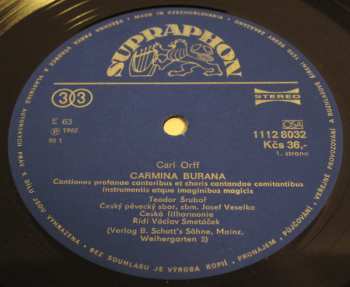 SUPRAPHON
MADE IN CZECHOSLOVAKIA
33
STEREO
E 63
Ⓟ 1962
OSA
1112 8032
Kčs 36,-
1. strana
Carl Orff
CARMINA BURANA
Cantiones profanae cantoribus et choris cantandae comitantibus
instrumentis atque imaginibus magicis
Teodor Šrubař
Český pěvecký sbor, sbm. Josef Veselka
Česká filharmonie
Řídí Václav Smetáček
(Verlag B. Schott's Söhne, Mainz,
Weihergarten 5)
BEZ SOUHLASU JE VÝROBA KOPIÍ • PRONÁJEM • PŮJČOVÁNÍ • VEŘEJNÉ PROVOZOVÁNÍ